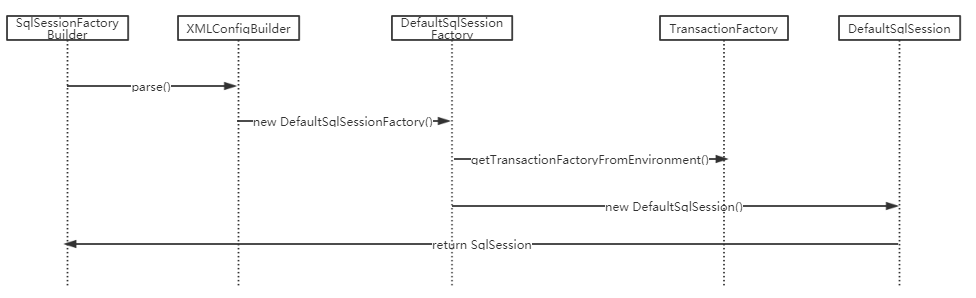 SqlSessionFactory
Builder
XMLConfigBuilder
DefaultSqlSession
Factory
TransactionFactory
DefaultSqlSession
parse()
new DefaultSqlSessionFactory()
getTransactionFactoryFromEnvironment()
new DefaultSqlSession()
return SqlSession